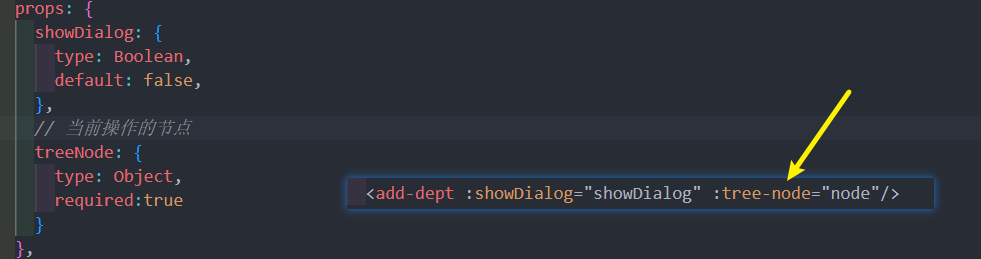 props: {
showDialog: {
type: Boolean,
default: false,
},
// 当前操作的节点
treeNode: {
type: Object,
required:true
}
},
<add-dept :showDialog="showDialog" :tree-node="node"/>